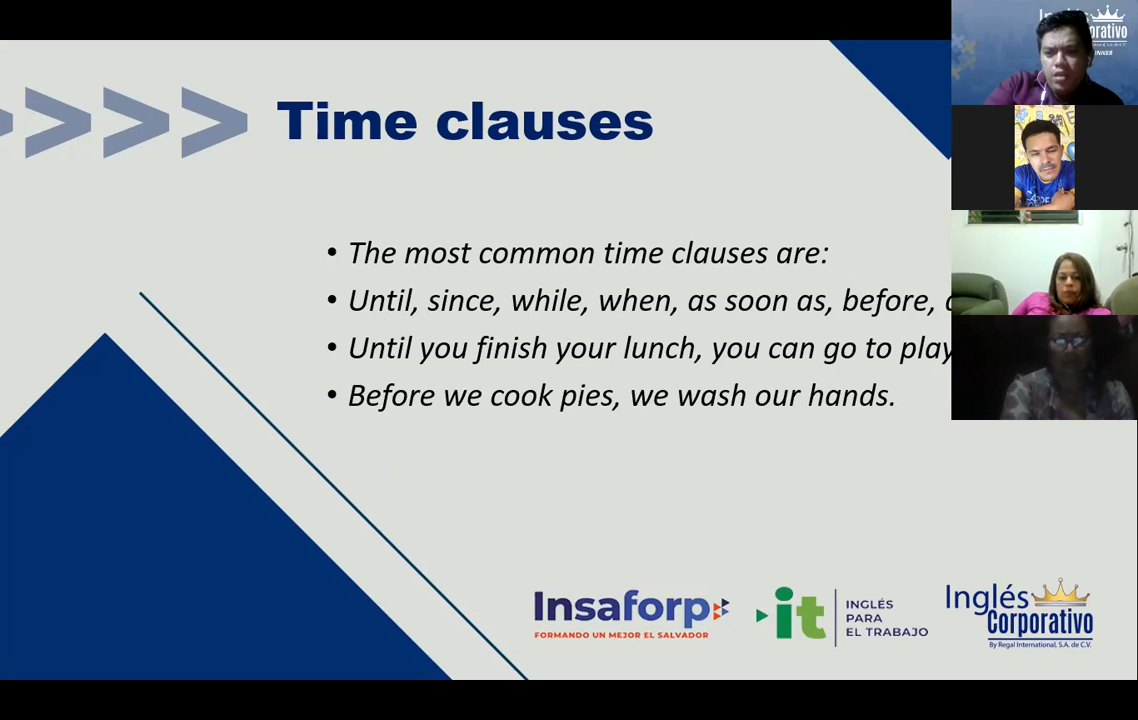 Time clauses
• The most common time clauses are:
• Until, since, while, when, as soon as, before,
• Until you finish your lunch, you can go to play
• Before we cook pies, we wash our hands.
Insaforp
FORMANDO UN MEJOR EL SALVADOR
it
INGLÉS
PARA
EL TRABAJO
Inglés
Corporativo
By Regal International, S.A. de C.V.